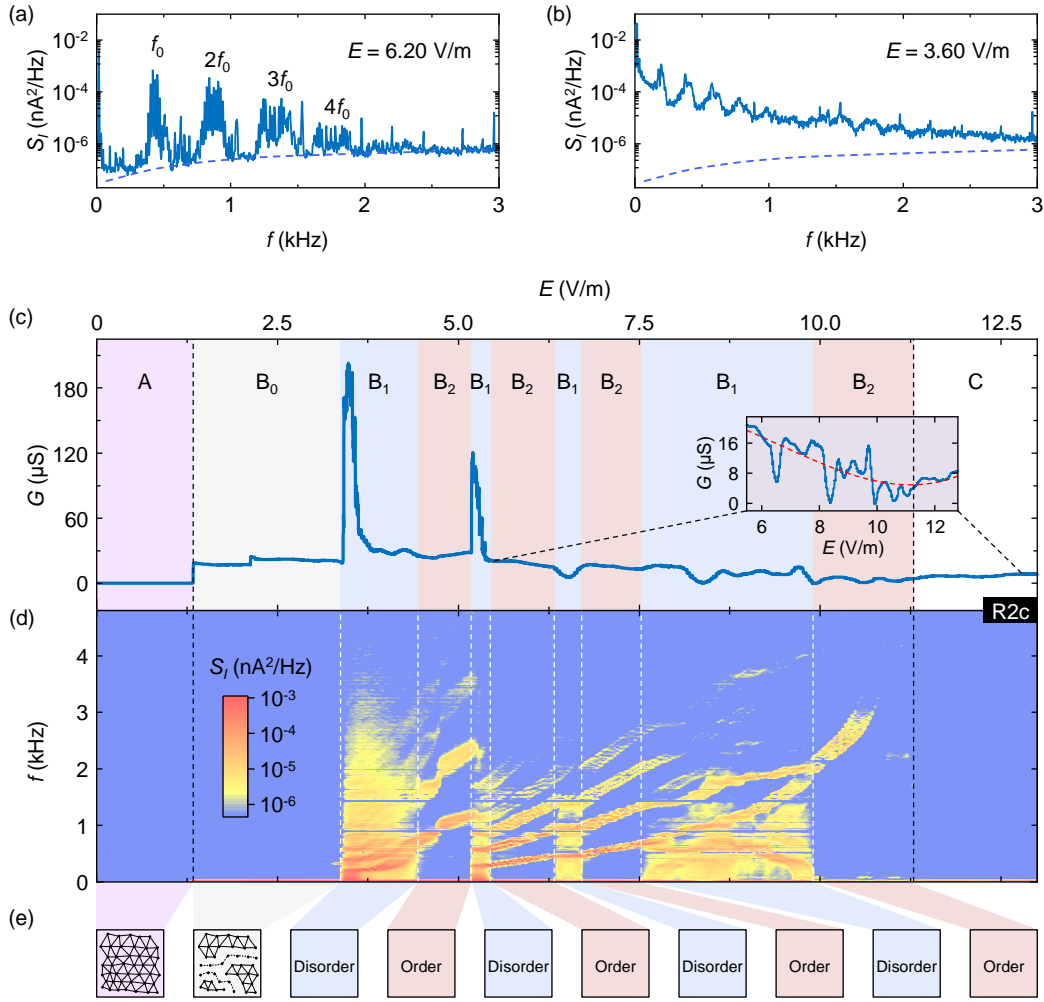 (a)
10⁻²
10⁻⁴
10⁻⁶
S_I (nA²/Hz)
f₀
2f₀
3f₀
4f₀
E = 6.20 V/m
0
1
2
3
f (kHz)
(b)
10⁻²
10⁻⁴
10⁻⁶
S_I (nA²/Hz)
E = 3.60 V/m
0
1
2
3
f (kHz)
E (V/m)
(c)
0
2.5
5.0
7.5
10.0
12.5
A
B₀
B₁
B₂
B₁
B₂
B₁
B₂
B₁
B₂
C
180
120
60
0
G (µS)
16
8
0
G (µS)
6
8
10
12
E (V/m)
(d)
R2c
4
3
2
1
0
f (kHz)
S_I (nA²/Hz)
10⁻³
10⁻⁴
10⁻⁵
10⁻⁶
(e)
Disorder
Order
Disorder
Order
Disorder
Order
Disorder
Order